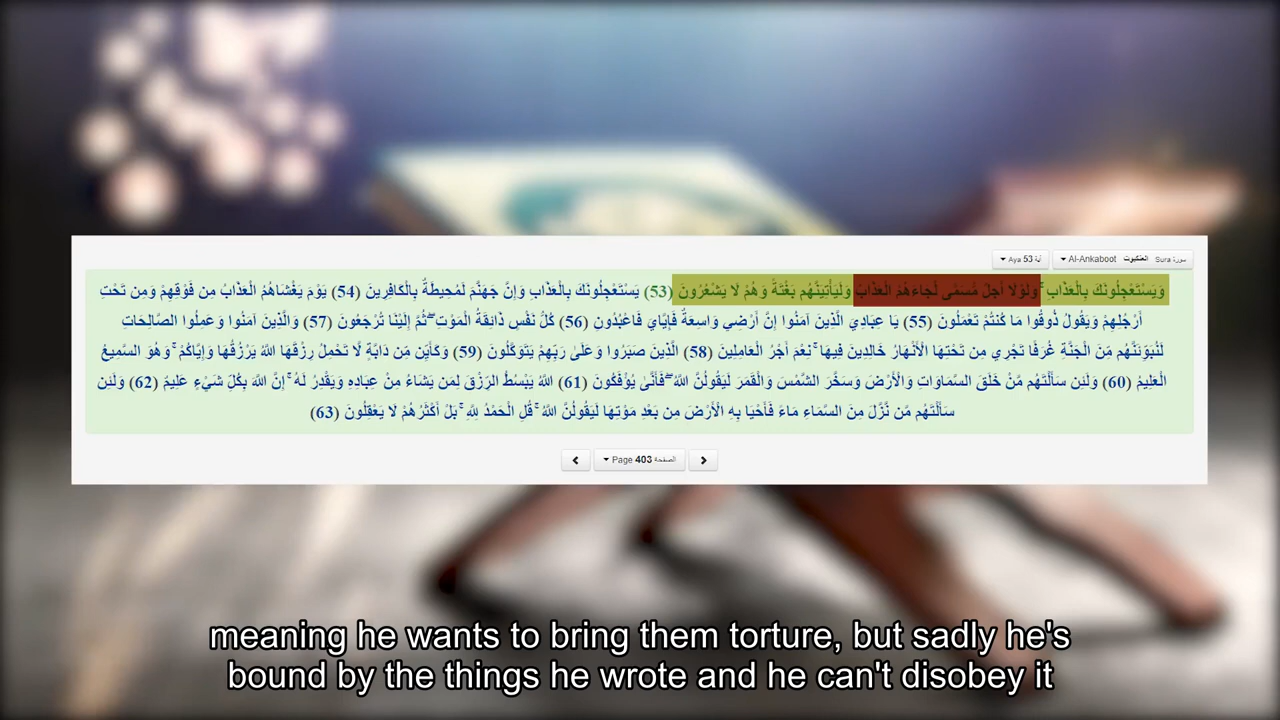 سورة Sura العنكبوت Al-Ankaboot آية Aya 53
وَيَسْتَعْجِلُونَكَ بِالْعَذَابِ ۚ وَلَوْلَا أَجَلٌ مُّسَمًّى لَّجَاءَهُمُ الْعَذَابُ وَلَيَأْتِيَنَّهُم بَغْتَةً وَهُمْ لَا يَشْعُرُونَ (53) يَسْتَعْجِلُونَكَ بِالْعَذَابِ وَإِنَّ جَهَنَّمَ لَمُحِيطَةٌ بِالْكَافِرِينَ (54) يَوْمَ يَغْشَاهُمُ الْعَذَابُ مِن فَوْقِهِمْ وَمِن تَحْتِ
أَرْجُلِهِمْ وَيَقُولُ ذُوقُوا مَا كُنتُمْ تَعْمَلُونَ (55) يَا عِبَادِيَ الَّذِينَ آمَنُوا إِنَّ أَرْضِي وَاسِعَةٌ فَإِيَّايَ فَاعْبُدُونِ (56) كُلُّ نَفْسٍ ذَائِقَةُ الْمَوْتِ ۖ ثُمَّ إِلَيْنَا تُرْجَعُونَ (57) وَالَّذِينَ آمَنُوا وَعَمِلُوا الصَّالِحَاتِ
لَنُبَوِّئَنَّهُم مِّنَ الْجَنَّةِ غُرَفًا تَجْرِي مِن تَحْتِهَا الْأَنْهَارُ خَالِدِينَ فِيهَا ۚ نِعْمَ أَجْرُ الْعَامِلِينَ (58) الَّذِينَ صَبَرُوا وَعَلَىٰ رَبِّهِمْ يَتَوَكَّلُونَ (59) وَكَأَيِّن مِّن دَابَّةٍ لَّا تَحْمِلُ رِزْقَهَا اللَّهُ يَرْزُقُهَا وَإِيَّاكُمْ ۚ وَهُوَ السَّمِيعُ
الْعَلِيمُ (60) وَلَئِن سَأَلْتَهُم مَّنْ خَلَقَ السَّمَاوَاتِ وَالْأَرْضَ وَسَخَّرَ الشَّمْسَ وَالْقَمَرَ لَيَقُولُنَّ اللَّهُ ۖ فَأَنَّىٰ يُؤْفَكُونَ (61) اللَّهُ يَبْسُطُ الرِّزْقَ لِمَن يَشَاءُ مِنْ عِبَادِهِ وَيَقْدِرُ لَهُ ۚ إِنَّ اللَّهَ بِكُلِّ شَيْءٍ عَلِيمٌ (62) وَلَئِن
سَأَلْتَهُم مَّن نَّزَّلَ مِنَ السَّمَاءِ مَاءً فَأَحْيَا بِهِ الْأَرْضَ مِن بَعْدِ مَوْتِهَا لَيَقُولُنَّ اللَّهُ ۚ قُلِ الْحَمْدُ لِلَّهِ ۚ بَلْ أَكْثَرُهُمْ لَا يَعْقِلُونَ (63)
Page 403 الصفحة
meaning he wants to bring them torture, but sadly he's
bound by the things he wrote and he can't disobey it